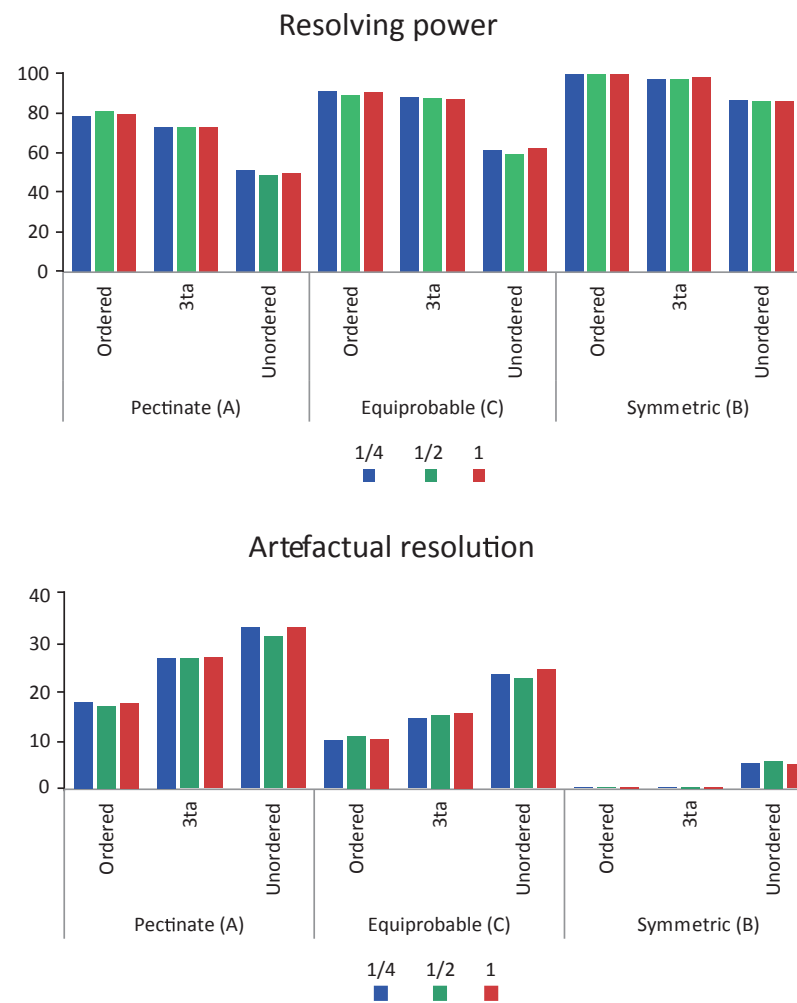 Resolving power
100
80
60
40
20
0
Ordered 3ta Unordered Ordered 3ta Unordered Ordered 3ta Unordered
Pectinate (A) Equiprobable (C) Symmetric (B)
1/4 1/2 1
Artefactual resolution
40
30
20
10
0
Ordered 3ta Unordered Ordered 3ta Unordered Ordered 3ta Unordered
Pectinate (A) Equiprobable (C) Symmetric (B)
1/4 1/2 1